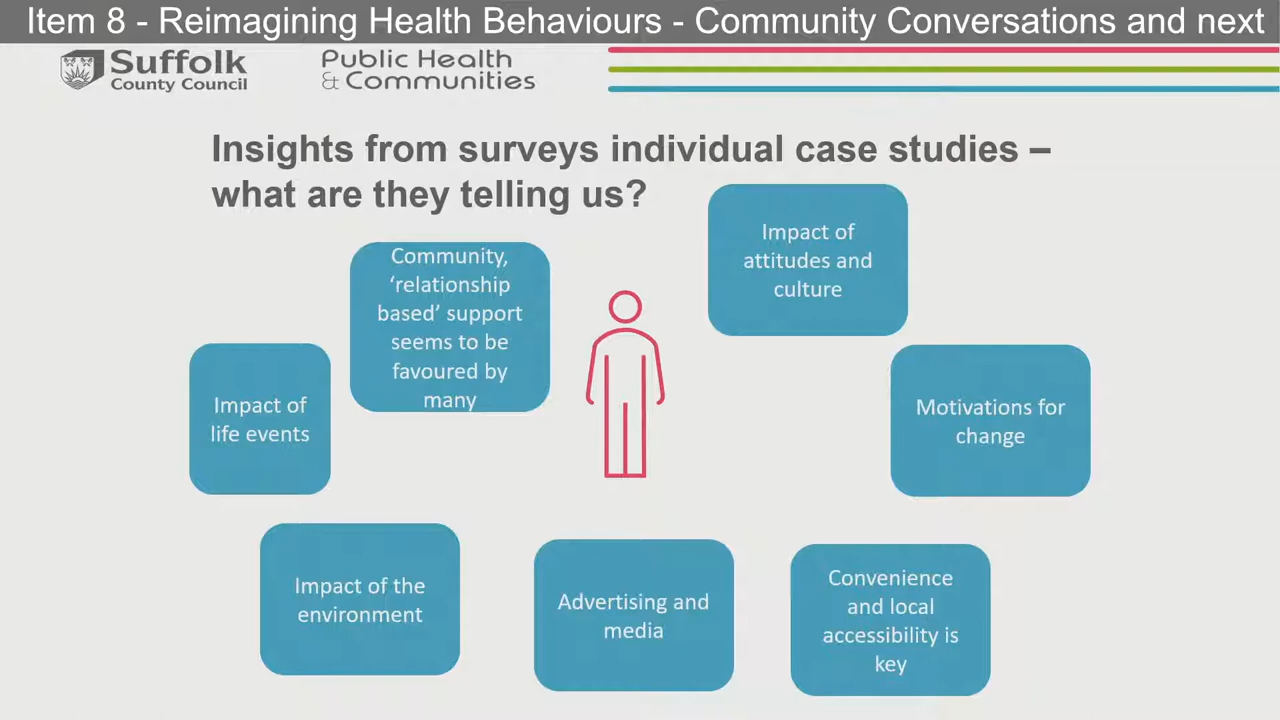 Item 8 - Reimagining Health Behaviours - Community Conversations and next
Suffolk
County Council
Public Health
& Communities
Insights from surveys individual case studies –
what are they telling us?
Impact of
attitudes and
culture
Community,
‘relationship
based’ support
seems to be
favoured by
many
Impact of
life events
Motivations for
change
Impact of the
environment
Advertising and
media
Convenience
and local
accessibility is
key